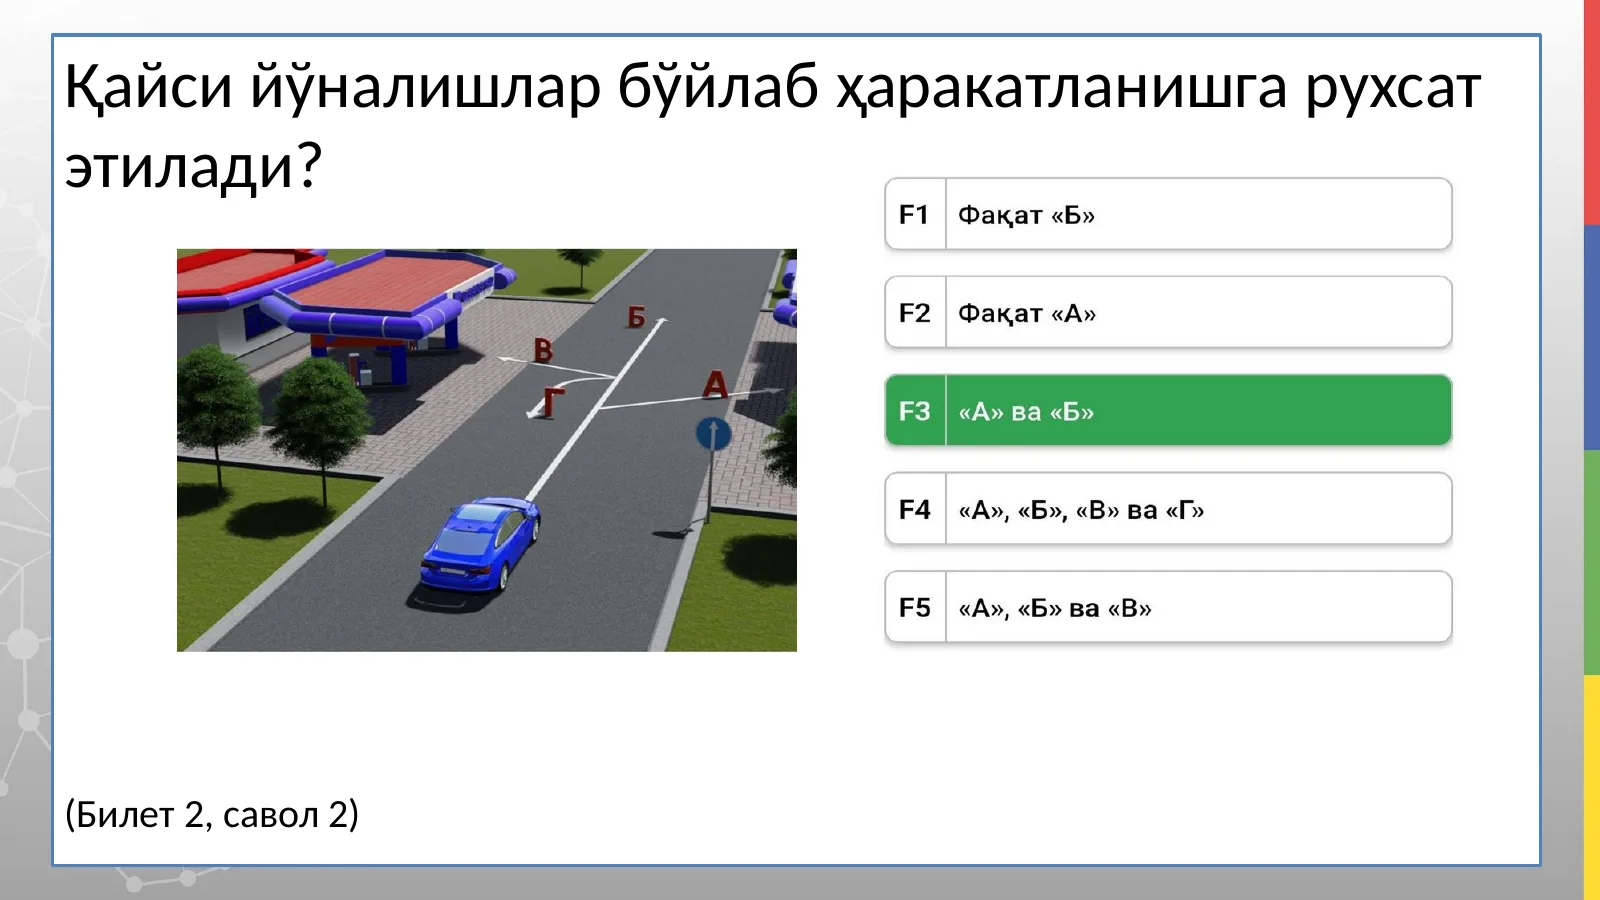 Қайси йўналишлар бўйлаб ҳаракатланишга рухсат
этилади?
Б
В
Г
А
F1 Фақат «Б»
F2 Фақат «А»
F3 «А» ва «Б»
F4 «А», «Б», «В» ва «Г»
F5 «А», «Б» ва «В»
(Билет 2, савол 2)